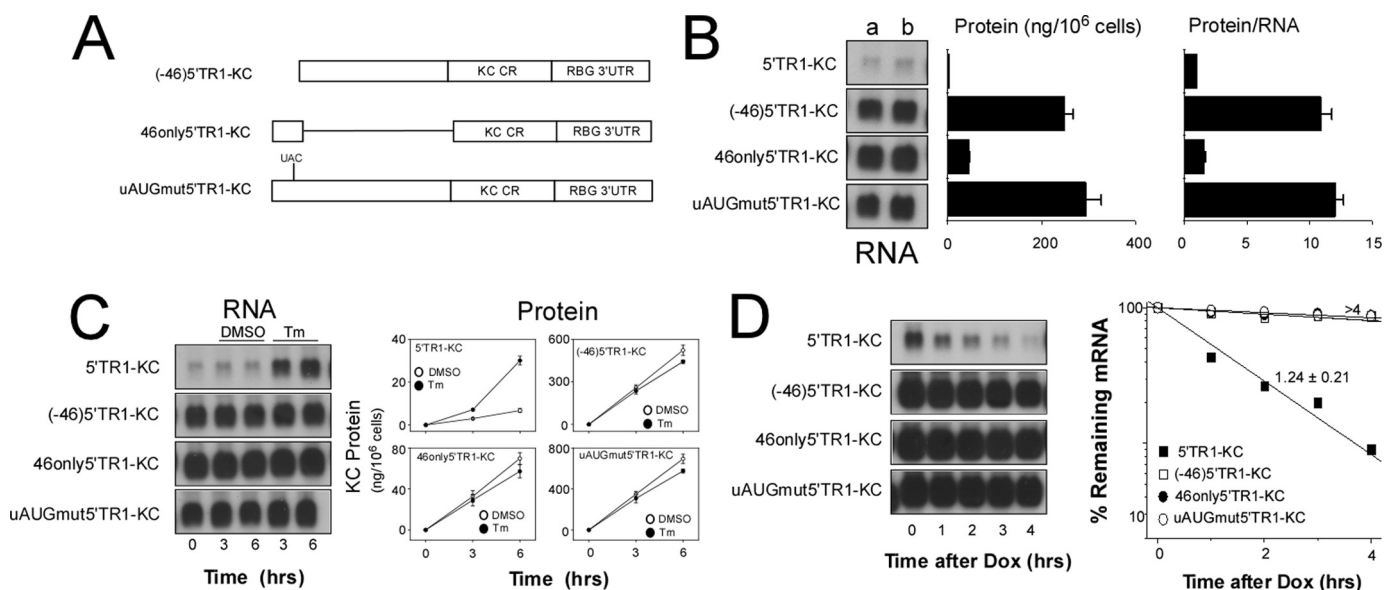 A
(-46)5'TR1-KC
KC CR
RBG 3'UTR
46only5'TR1-KC
KC CR
RBG 3'UTR
UAC
uAUGmut5'TR1-KC
KC CR
RBG 3'UTR
B
a b
Protein (ng/10⁶ cells)
Protein/RNA
5'TR1-KC
(-46)5'TR1-KC
46only5'TR1-KC
uAUGmut5'TR1-KC
RNA
0 200 400
0 5 10 15
C
RNA
DMSO Tm
5'TR1-KC
(-46)5'TR1-KC
46only5'TR1-KC
uAUGmut5'TR1-KC
0 3 6 3 6
Time (hrs)
Protein
KC Protein
(ng/10⁶ cells)
40
20
0
5'TR1-KC
DMSO
Tm
600
300
0
(-46)5'TR1-KC
DMSO
Tm
80
40
0
46only5'TR1-KC
DMSO
Tm
0 3 6
800
400
0
uAUGmut5'TR1-KC
DMSO
Tm
0 3 6
Time (hrs)
D
5'TR1-KC
(-46)5'TR1-KC
46only5'TR1-KC
uAUGmut5'TR1-KC
0 1 2 3 4
Time after Dox (hrs)
% Remaining mRNA
100
10
>4
1.24 ± 0.21
5'TR1-KC
(-46)5'TR1-KC
46only5'TR1-KC
uAUGmut5'TR1-KC
0 2 4
Time after Dox (hrs)